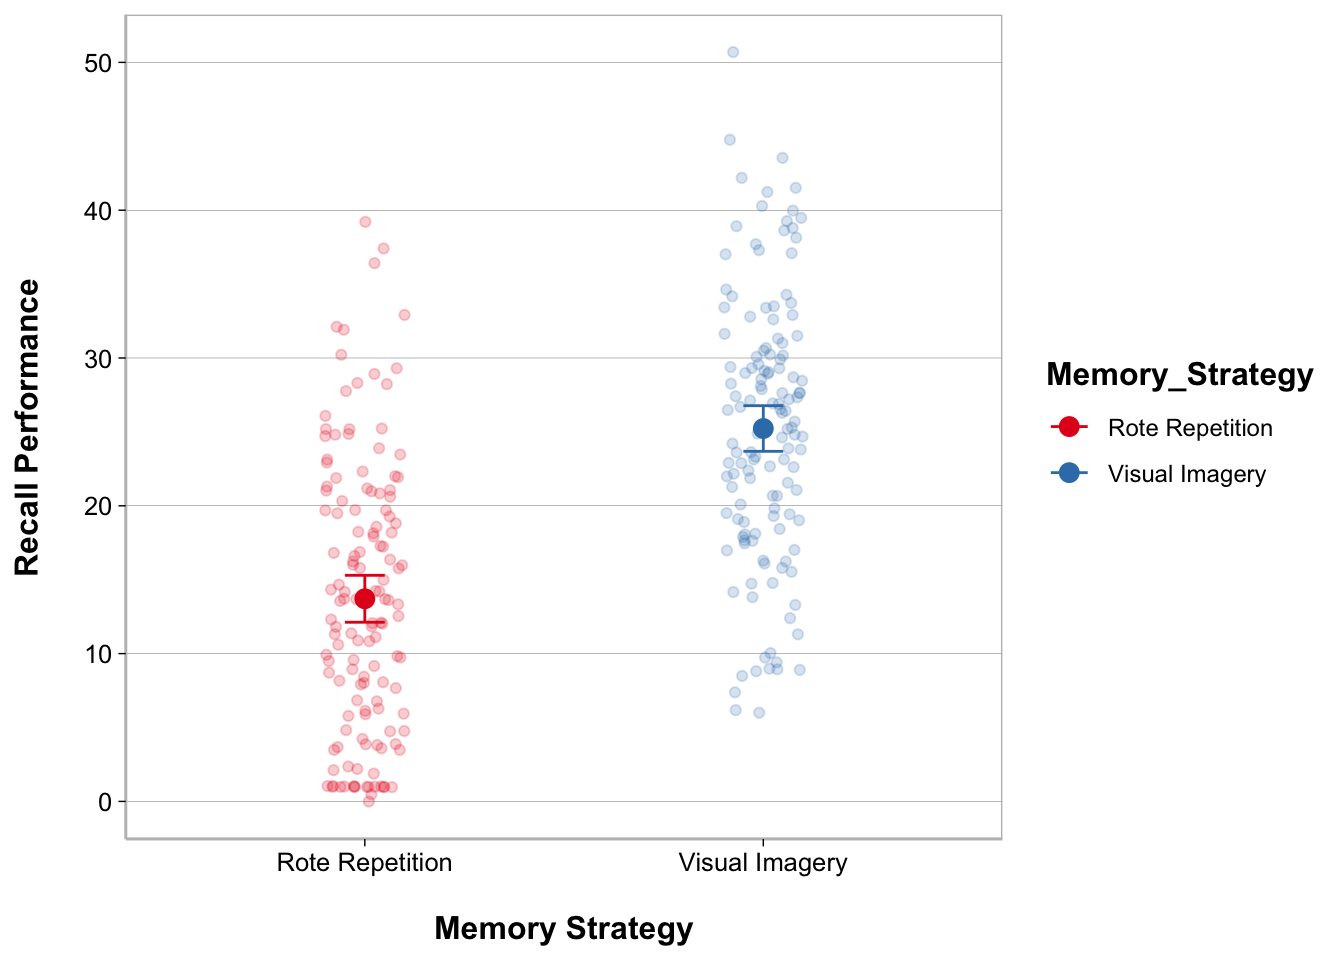 50
40
30
20
10
0
Recall Performance
Rote Repetition
Visual Imagery
Memory Strategy
Memory_Strategy
Rote Repetition
Visual Imagery